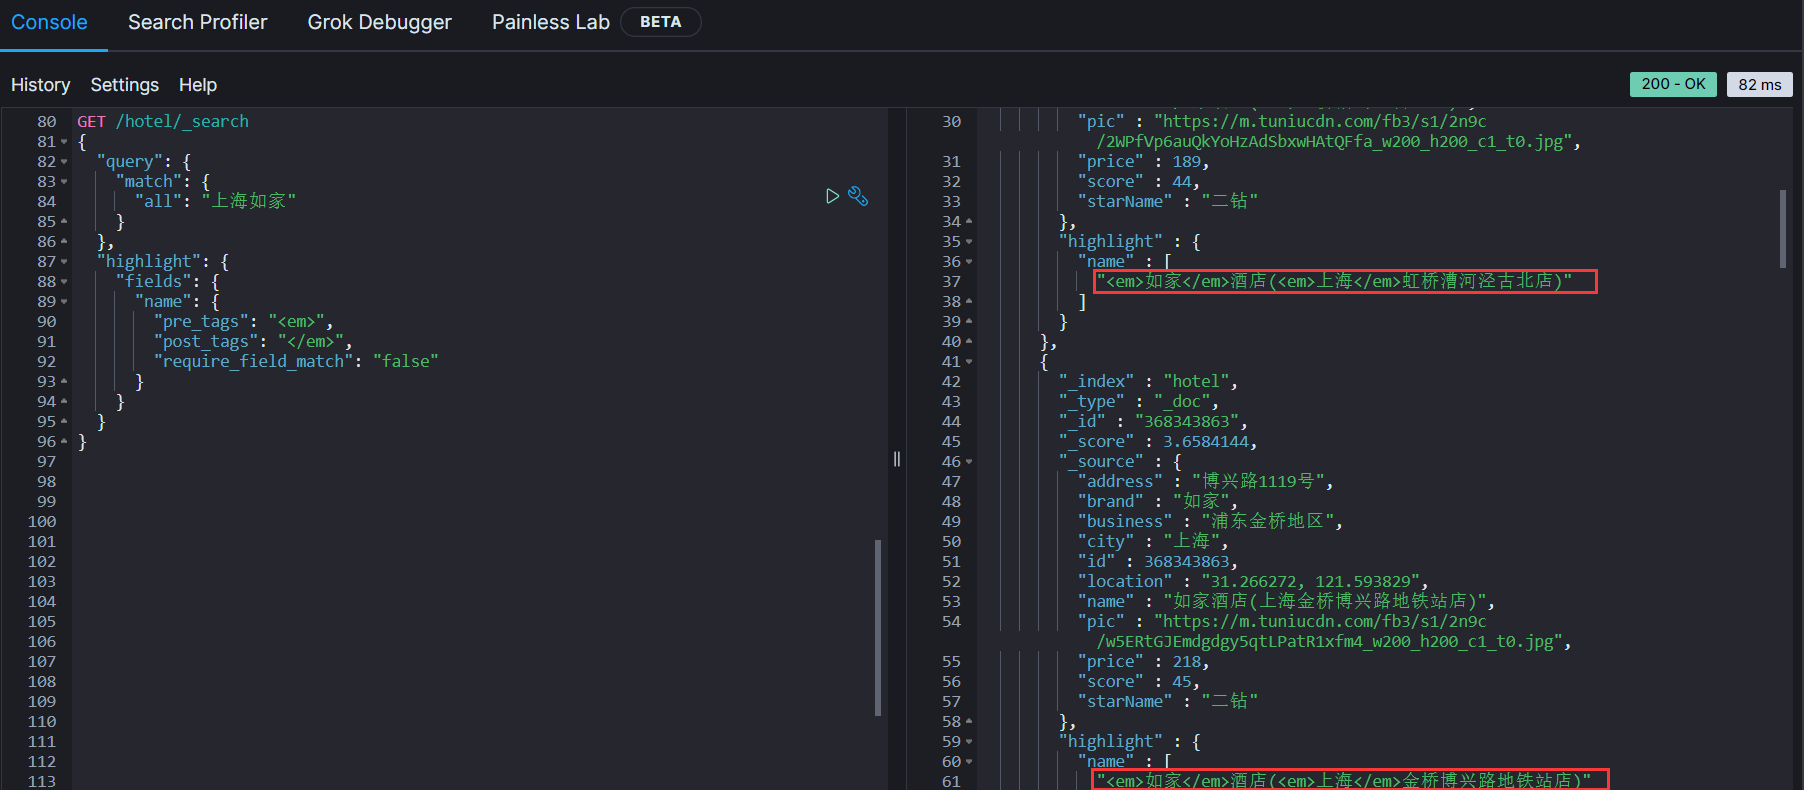 Console Search Profiler Grok Debugger Painless Lab BETA
History Settings Help 200 - OK 82 ms
80 GET /hotel/_search
81 {
82 "query": {
83 "match": {
84 "all": "上海如家"
85 }
86 },
87 "highlight": {
88 "fields": {
89 "name": {
90 "pre_tags": "<em>",
91 "post_tags": "</em>",
92 "require_field_match": "false"
93 }
94 }
95 }
96 }
97
98
99
100
101
102
103
104
105
106
107
108
109
110
111
112
113
30 "pic" : "https://m.tuniucdn.com/fb3/s1/2n9c
/2WPfVp6auQkYoHzAdSbxwHAtQFfa_w200_h200_c1_t0.jpg",
31 "price" : 189,
32 "score" : 44,
33 "starName" : "二钻"
34 },
35 "highlight" : {
36 "name" : [
37 "<em>如家</em>酒店(<em>上海</em>虹桥漕河泾古北店)"
38 ]
39 }
40 },
41 {
42 "_index" : "hotel",
43 "_type" : "_doc",
44 "_id" : "368343863",
45 "_score" : 3.6584144,
46 "_source" : {
47 "address" : "博兴路1119号",
48 "brand" : "如家",
49 "business" : "浦东金桥地区",
50 "city" : "上海",
51 "id" : 368343863,
52 "location" : "31.266272, 121.593829",
53 "name" : "如家酒店(上海金桥博兴路地铁站店)",
54 "pic" : "https://m.tuniucdn.com/fb3/s1/2n9c
/w5ERtGJEmdgdgy5qtLPatR1xfm4_w200_h200_c1_t0.jpg",
55 "price" : 218,
56 "score" : 45,
57 "starName" : "二钻"
58 },
59 "highlight" : {
60 "name" : [
61 "<em>如家</em>酒店(<em>上海</em>金桥博兴路地铁站店)"